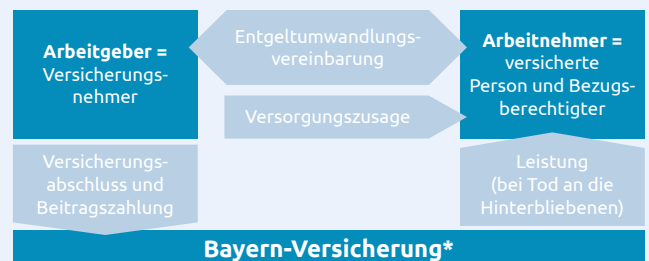 Arbeitgeber =
Versicherungs-
nehmer
Entgeltumwandlungs-
vereinbarung
Versorgungszusage
Arbeitnehmer =
versicherte
Person und Bezugs-
berechtigter
Versicherungs-
abschluss und
Beitragszahlung
Leistung
(bei Tod an die
Hinterbliebenen)
Bayern-Versicherung*